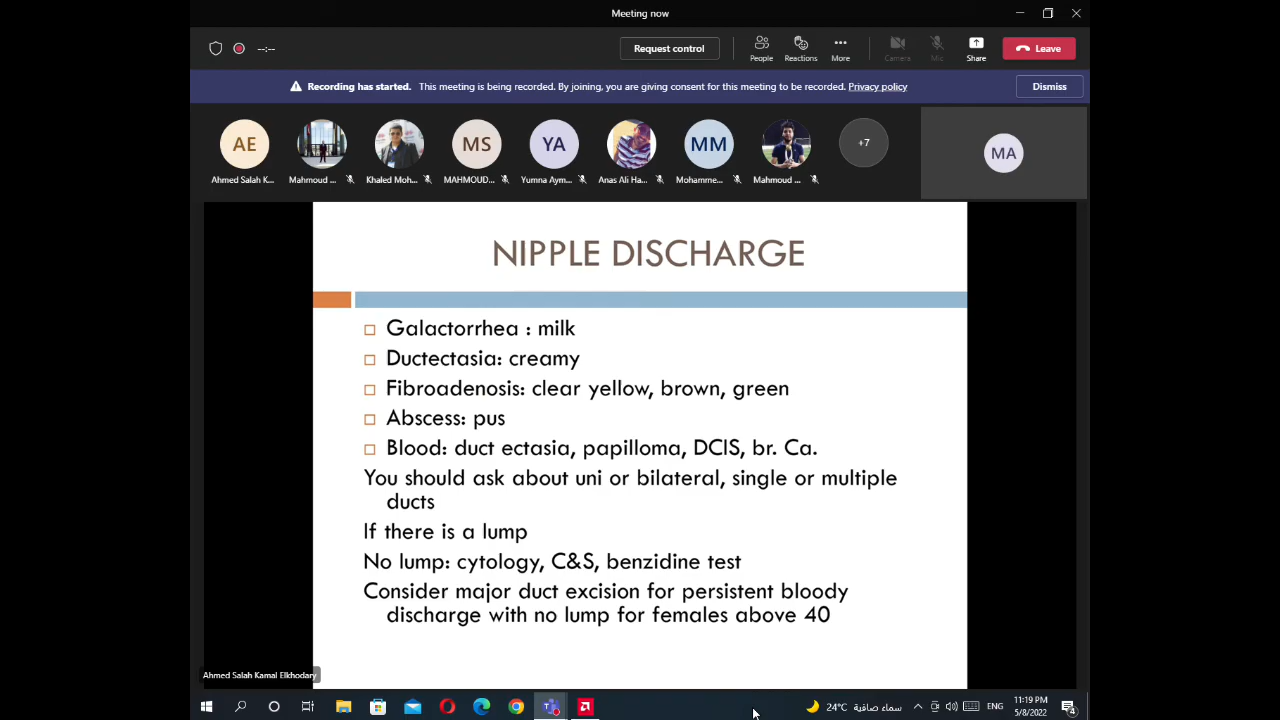 Meeting now
--:--
Request control
People
Reactions
More
Camera
Mic
Share
Leave
Recording has started. This meeting is being recorded. By joining, you are giving consent for this meeting to be recorded. Privacy policy
Dismiss
AE
MS
YA
MM
+7
MA
Ahmed Salah K...
Mahmoud ...
Khaled Moh...
MAHMOUD...
Yumna Aym...
Anas Ali Ha...
Mohamme...
Mahmoud ...
NIPPLE DISCHARGE
Galactorrhea : milk
Ductectasia: creamy
Fibroadenosis: clear yellow, brown, green
Abscess: pus
Blood: duct ectasia, papilloma, DCIS, br. Ca.
You should ask about uni or bilateral, single or multiple
ducts
If there is a lump
No lump: cytology, C&S, benzidine test
Consider major duct excision for persistent bloody
discharge with no lump for females above 40
Ahmed Salah Kamal Elkhodary
24°C سماء صافية
ENG
11:19 PM
5/8/2022
4